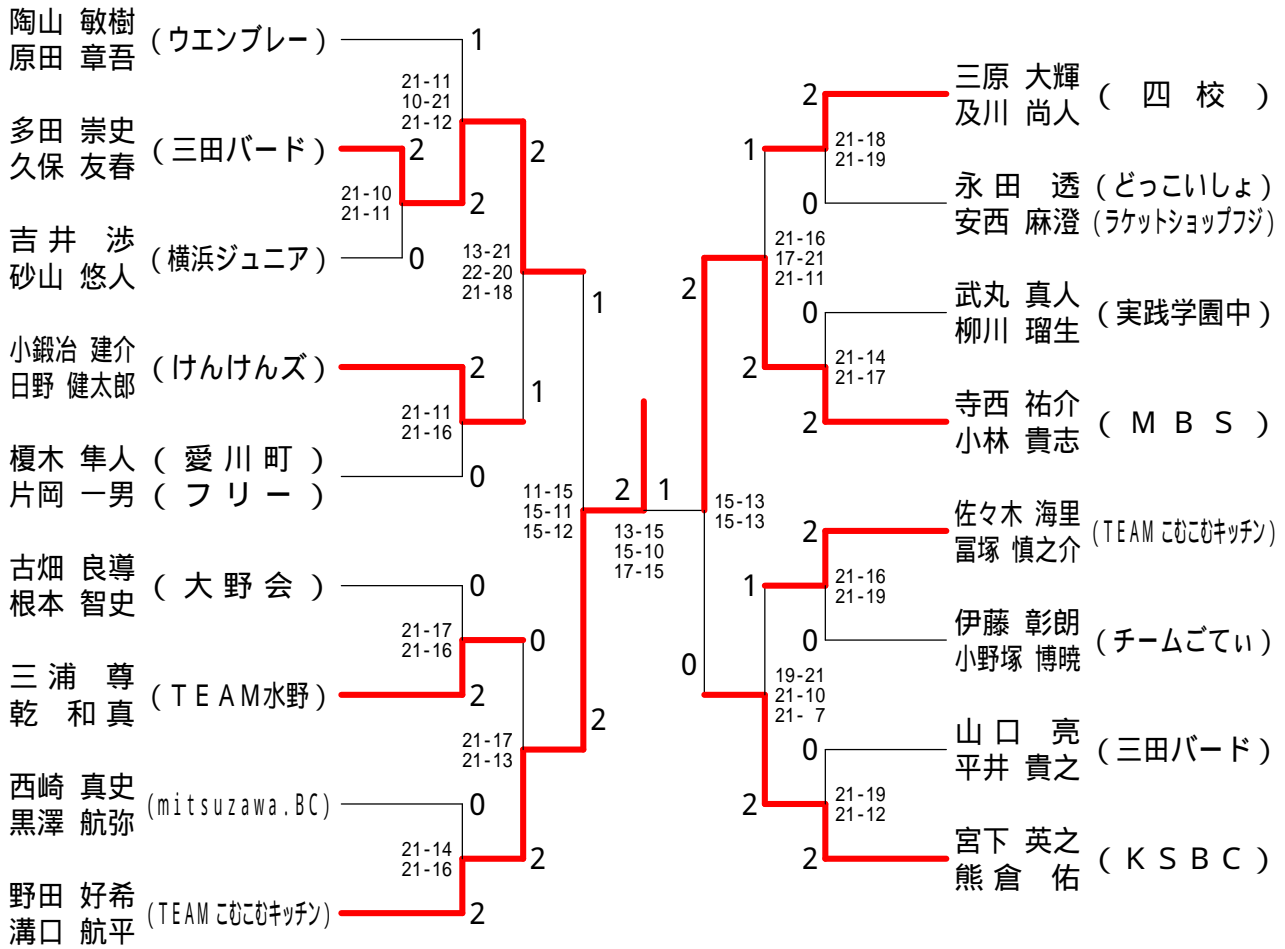 陶山 敏樹
原田 章吾
(ウエンブレー)
1
21-11
10-21
21-12
多田 崇史
久保 友春
(三田バード)
2
2
21-10
21-11
2
吉井 渉
砂山 悠人
(横浜ジュニア)
0
13-21
22-20
21-18
1
小鍛冶 建介
日野 健太郎
(けんけんズ)
2
1
21-11
21-16
榎木 隼人 (愛川町)
片岡 一男 (フリー)
0
11-15
15-11
15-12
古畑 良導
根本 智史
(大野会)
0
21-17
21-16
0
三浦 尊
乾 和真
(TEAM水野)
2
2
21-17
21-13
西崎 真史
黒澤 航弥
(mitsuzawa.BC)
0
21-14
21-16
2
野田 好希
溝口 航平
(TEAMこむこむキッチン)
2
2 1
13-15
15-10
17-15
三原 大輝
及川 尚人
(四校)
2
21-18
21-19
1
永田 透 (どっこいしょ)
安西 麻澄 (ラケットショップフジ)
0
21-16
17-21
21-11
2
武丸 真人
柳川 瑠生
(実践学園中)
0
21-14
21-17
2
寺西 祐介
小林 貴志
(MBS)
2
15-13
15-13
佐々木 海里
冨塚 慎之介
(TEAMこむこむキッチン)
2
21-16
21-19
1
伊藤 彰朗
小野塚 博暁
(チームごてぃ)
0
0
19-21
21-10
21- 7
山口 亮
平井 貴之
(三田バード)
0
21-19
21-12
2
宮下 英之
熊倉 佑
(KSBC)
2